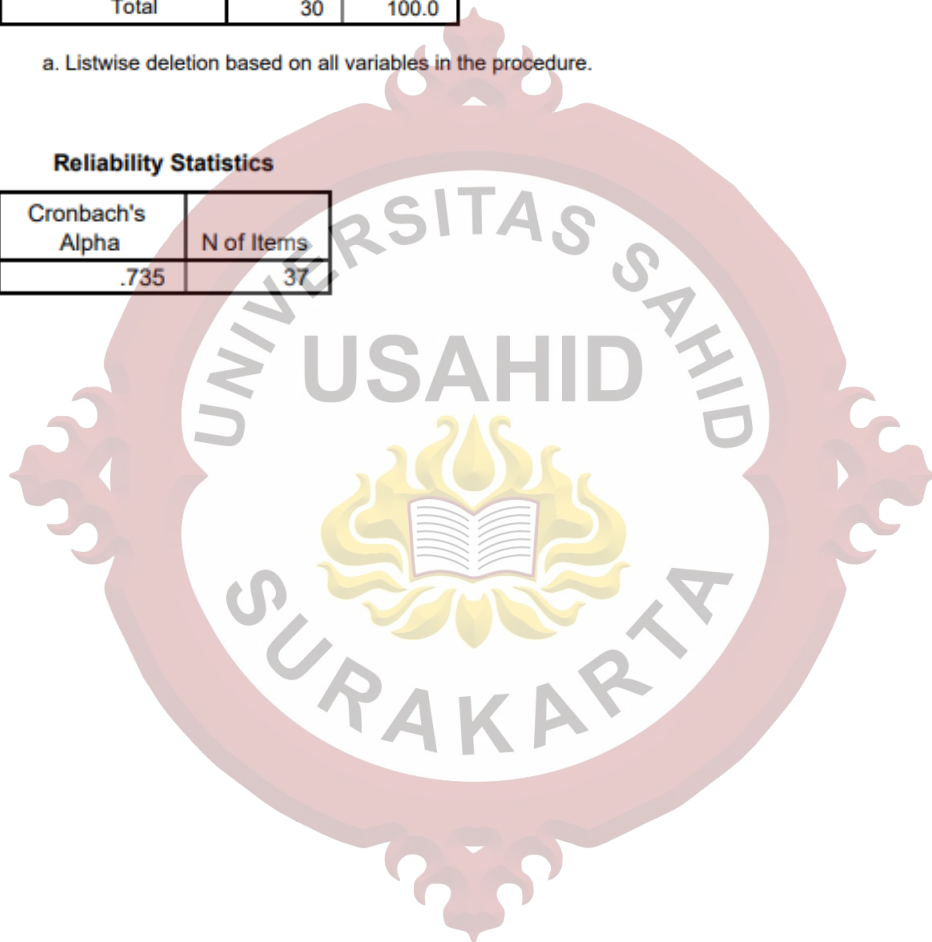 Total 30 100.0
a. Listwise deletion based on all variables in the procedure.
Reliability Statistics
Cronbach's
Alpha N of Items
.735 37
UNIVERSITAS SAHID
USAHID
SURAKARTA